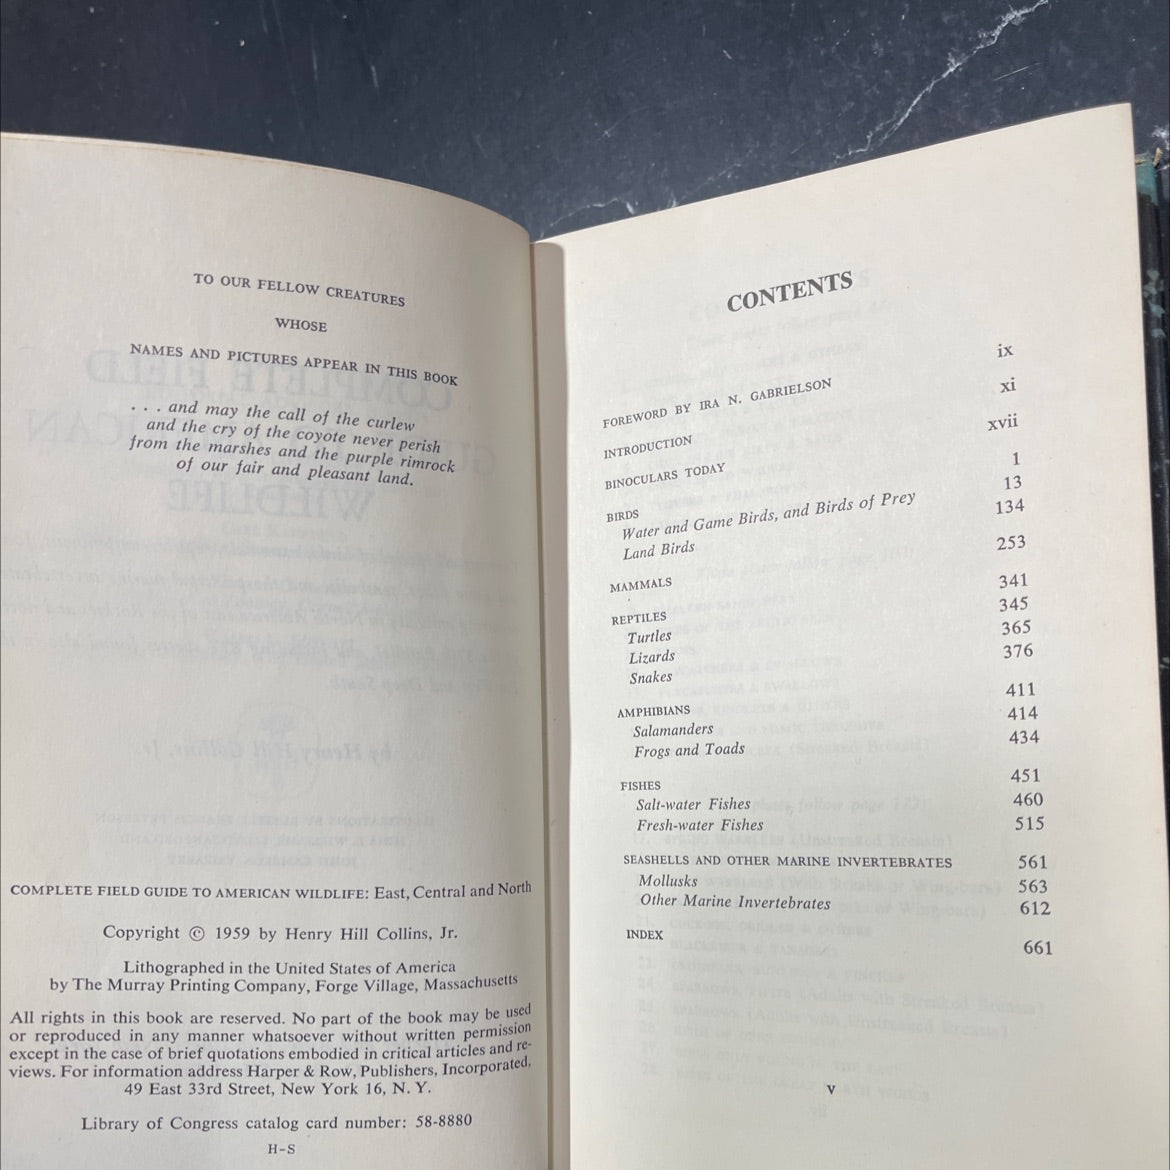 TO OUR FELLOW CREATURES
WHOSE
NAMES AND PICTURES APPEAR IN THIS BOOK
. . . and may the call of the curlew
and the cry of the coyote never perish
from the marshes and the purple rimrock
of our fair and pleasant land.
COMPLETE FIELD GUIDE TO AMERICAN WILDLIFE: East, Central and North
Copyright © 1959 by Henry Hill Collins, Jr.
Lithographed in the United States of America
by The Murray Printing Company, Forge Village, Massachusetts
All rights in this book are reserved. No part of the book may be used
or reproduced in any manner whatsoever without written permission
except in the case of brief quotations embodied in critical articles and re-
views. For information address Harper & Row, Publishers, Incorporated,
49 East 33rd Street, New York 16, N. Y.
Library of Congress catalog card number: 58-8880
H-S
CONTENTS
FOREWORD BY IRA N. GABRIELSON ix
INTRODUCTION xi
BINOCULARS TODAY xvii
BIRDS 1
Water and Game Birds, and Birds of Prey 13
Land Birds 134
MAMMALS 253
REPTILES 341
Turtles 345
Lizards 365
Snakes 376
AMPHIBIANS 411
Salamanders 414
Frogs and Toads 434
FISHES 451
Salt-water Fishes 460
Fresh-water Fishes 515
SEASHELLS AND OTHER MARINE INVERTEBRATES 561
Mollusks 563
Other Marine Invertebrates 612
INDEX 661
v